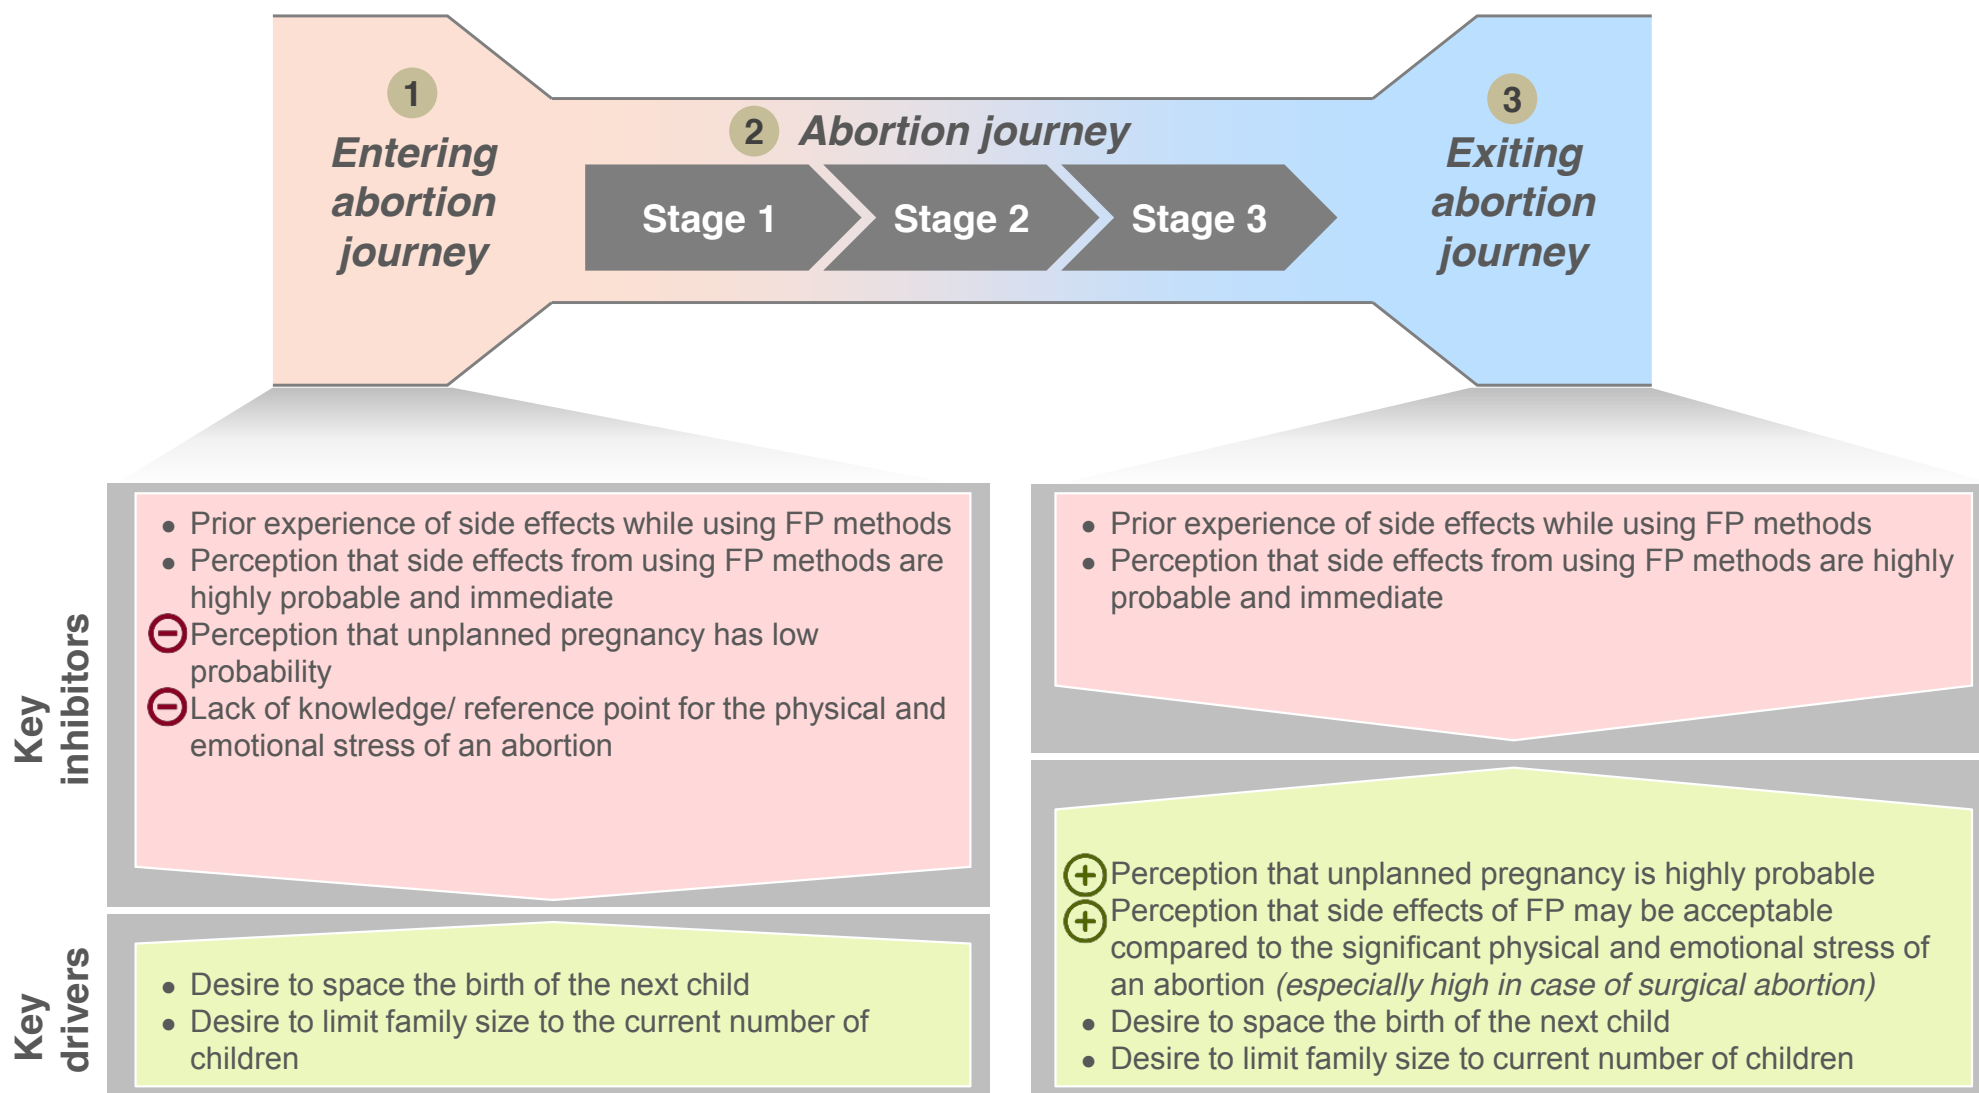 1
Entering
abortion
journey
2 Abortion journey
Stage 1
Stage 2
Stage 3
3
Exiting
abortion
journey
Key
inhibitors
• Prior experience of side effects while using FP methods
• Perception that side effects from using FP methods are
highly probable and immediate
Perception that unplanned pregnancy has low
probability
Lack of knowledge/ reference point for the physical and
emotional stress of an abortion
• Prior experience of side effects while using FP methods
• Perception that side effects from using FP methods are highly
probable and immediate
Key
drivers
• Desire to space the birth of the next child
• Desire to limit family size to the current number of
children
Perception that unplanned pregnancy is highly probable
Perception that side effects of FP may be acceptable
compared to the significant physical and emotional stress of
an abortion (especially high in case of surgical abortion)
• Desire to space the birth of the next child
• Desire to limit family size to current number of children